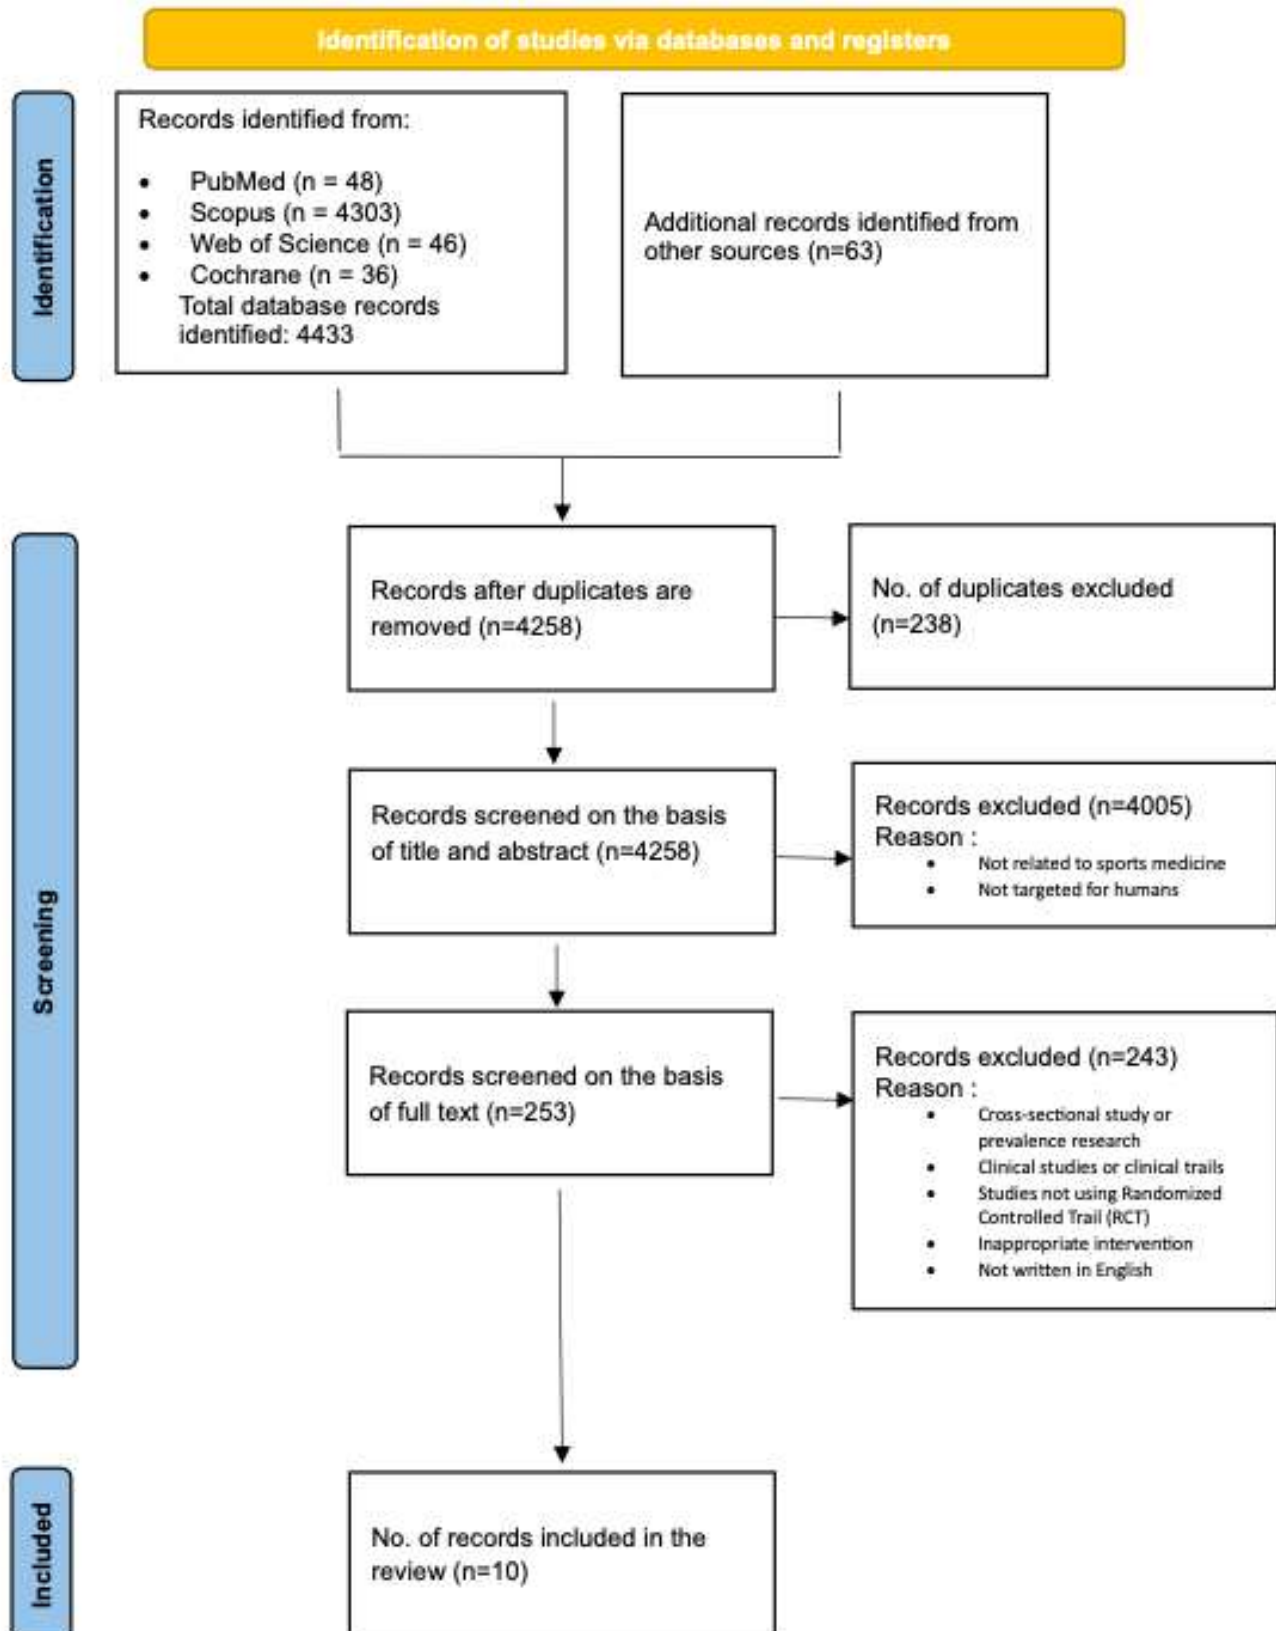 Identification of studies via databases and registers
Identification
Records identified from:
• PubMed (n = 48)
• Scopus (n = 4303)
• Web of Science (n = 46)
• Cochrane (n = 36)
Total database records
identified: 4433
Additional records identified from
other sources (n=63)
Screening
Records after duplicates are
removed (n=4258)
No. of duplicates excluded
(n=238)
Records screened on the basis
of title and abstract (n=4258)
Records excluded (n=4005)
Reason :
• Not related to sports medicine
• Not targeted for humans
Records screened on the basis
of full text (n=253)
Records excluded (n=243)
Reason :
• Cross-sectional study or
prevalence research
• Clinical studies or clinical trails
• Studies not using Randomized
Controlled Trail (RCT)
• Inappropriate intervention
• Not written in English
Included
No. of records included in the
review (n=10)